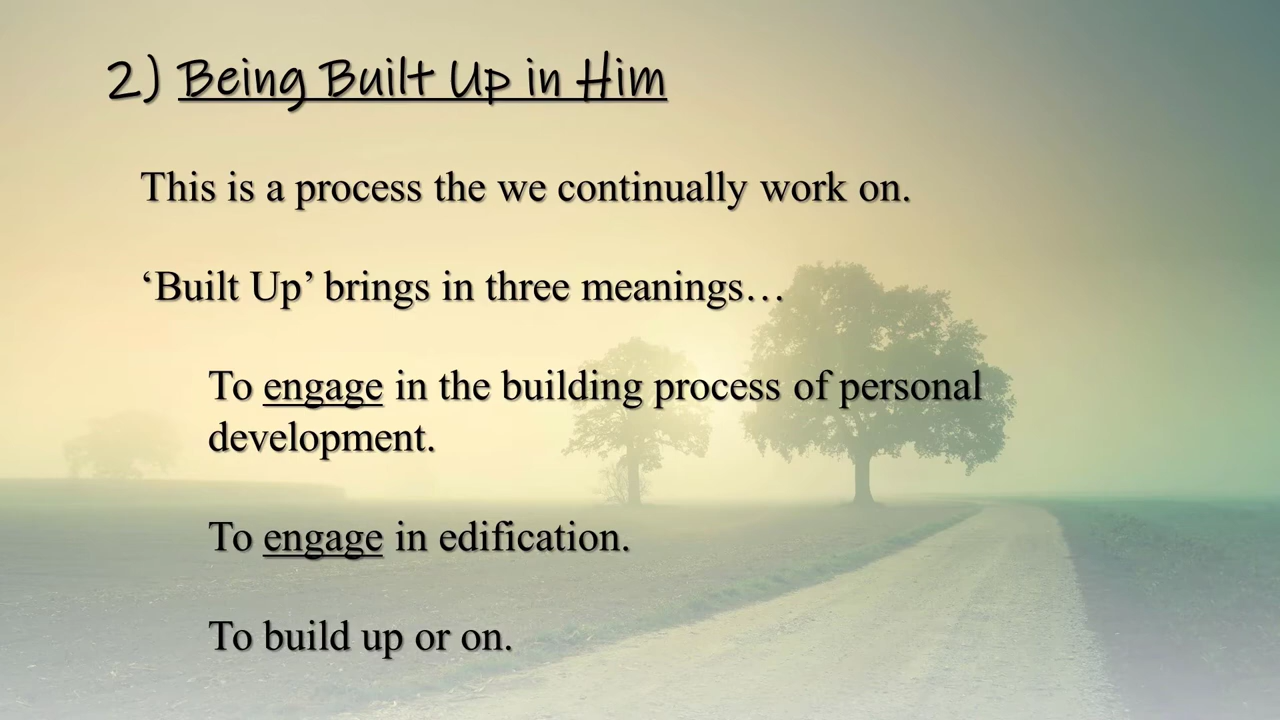 2) Being Built Up in Him
This is a process the we continually work on.
‘Built Up’ brings in three meanings…
To engage in the building process of personal
development.
To engage in edification.
To build up or on.